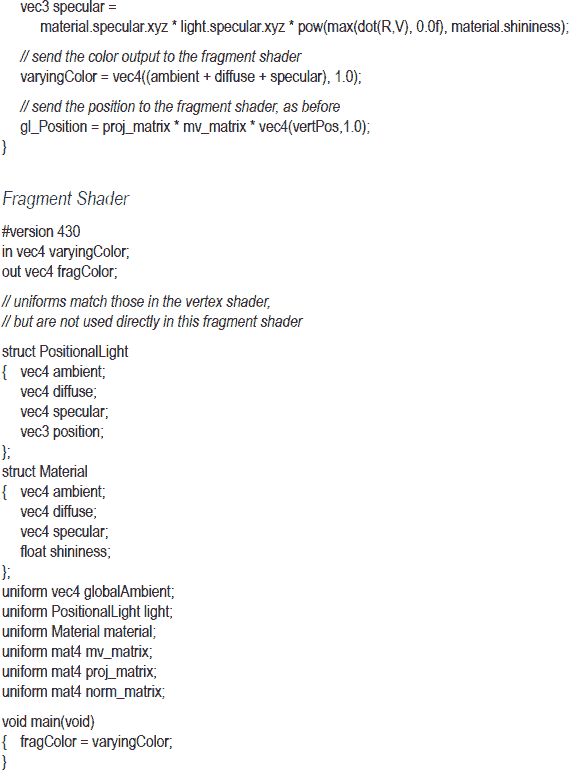 vec3 specular =
material.specular.xyz * light.specular.xyz * pow(max(dot(R,V), 0.0f), material.shininess);
// send the color output to the fragment shader
varyingColor = vec4((ambient + diffuse + specular), 1.0);
// send the position to the fragment shader, as before
gl_Position = proj_matrix * mv_matrix * vec4(vertPos,1.0);
}
Fragment Shader
#version 430
in vec4 varyingColor;
out vec4 fragColor;
// uniforms match those in the vertex shader,
// but are not used directly in this fragment shader
struct PositionalLight
{ vec4 ambient;
vec4 diffuse;
vec4 specular;
vec3 position;
};
struct Material
{ vec4 ambient;
vec4 diffuse;
vec4 specular;
float shininess;
};
uniform vec4 globalAmbient;
uniform PositionalLight light;
uniform Material material;
uniform mat4 mv_matrix;
uniform mat4 proj_matrix;
uniform mat4 norm_matrix;
void main(void)
{ fragColor = varyingColor;
}